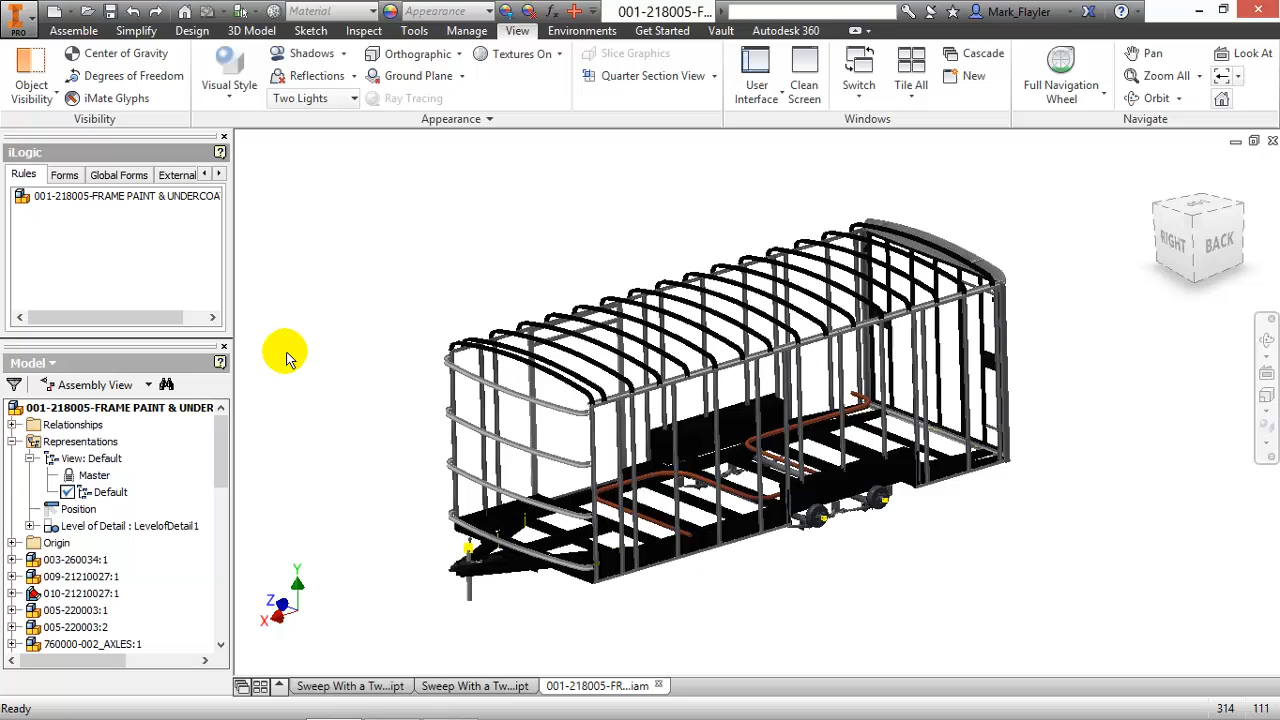 Material
Appearance
001-218005-F...
Mark_Flayler
PRO
Assemble Simplify Design 3D Model Sketch Inspect Tools Manage View Environments Get Started Vault Autodesk 360
Object Visibility
Center of Gravity
Degrees of Freedom
iMate Glyphs
Visibility
Visual Style
Shadows
Reflections
Two Lights
Orthographic
Ground Plane
Ray Tracing
Textures On
Slice Graphics
Quarter Section View
Appearance
User Interface
Clean Screen
Switch
Tile All
Cascade
New
Windows
Full Navigation Wheel
Pan
Zoom All
Orbit
Look At
Navigate
iLogic
Rules Forms Global Forms External
001-218005-FRAME PAINT & UNDERCOA
Model
Assembly View
001-218005-FRAME PAINT & UNDER
Relationships
Representations
View: Default
Master
Default
Position
Level of Detail : LevelofDetail1
Origin
003-260034:1
009-21210027:1
010-21210027:1
005-220003:1
005-220003:2
760000-002_AXLES:1
RIGHT BACK
Y
Z
X
Sweep With a Tw...ipt Sweep With a Tw...ipt 001-218005-FR...iam
Ready 314 111